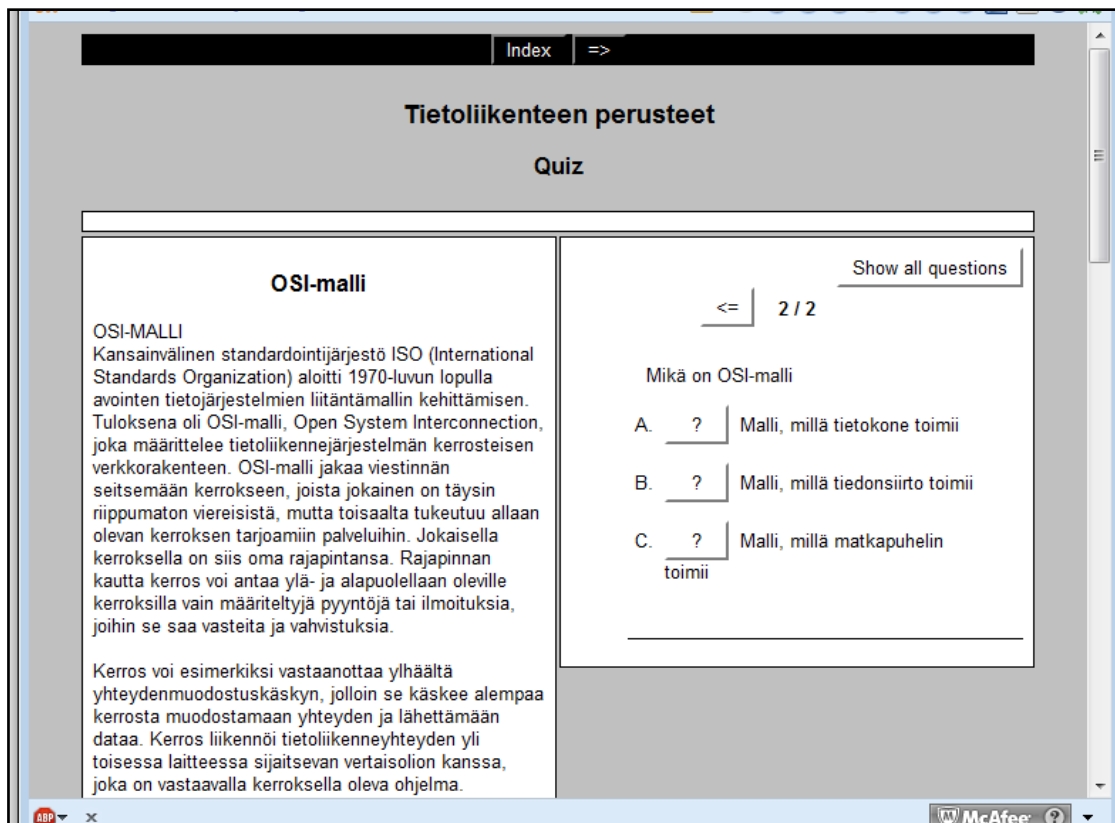 Index =>
Tietoliikenteen perusteet
Quiz
OSI-malli
OSI-MALLI
Kansainvälinen standardointijärjestö ISO (International
Standards Organization) aloitti 1970-luvun lopulla
avointen tietojärjestelmien liitäntämallin kehittämisen.
Tuloksena oli OSI-malli, Open System Interconnection,
joka määrittelee tietoliikennejärjestelmän kerrosteisen
verkkorakenteen. OSI-malli jakaa viestinnän
seitsemään kerrokseen, joista jokainen on täysin
riippumaton viereisistä, mutta toisaalta tukeutuu allaan
olevan kerroksen tarjoamiin palveluihin. Jokaisella
kerroksella on siis oma rajapintansa. Rajapinnan
kautta kerros voi antaa ylä- ja alapuolellaan oleville
kerroksilla vain määriteltyjä pyyntöjä tai ilmoituksia,
joihin se saa vasteita ja vahvistuksia.
Kerros voi esimerkiksi vastaanottaa ylhäältä
yhteydenmuodostuskäskyn, jolloin se käskee alempaa
kerrosta muodostamaan yhteyden ja lähettämään
dataa. Kerros liikennöi tietoliikenneyhteyden yli
toisessa laitteessa sijaitsevan vertaisolion kanssa,
joka on vastaavalla kerroksella oleva ohjelma.
Show all questions
<= 2 / 2
Mikä on OSI-malli
A. ? Malli, millä tietokone toimii
B. ? Malli, millä tiedonsiirto toimii
C. ? Malli, millä matkapuhelin
toimii
ABP x
McAfee ?